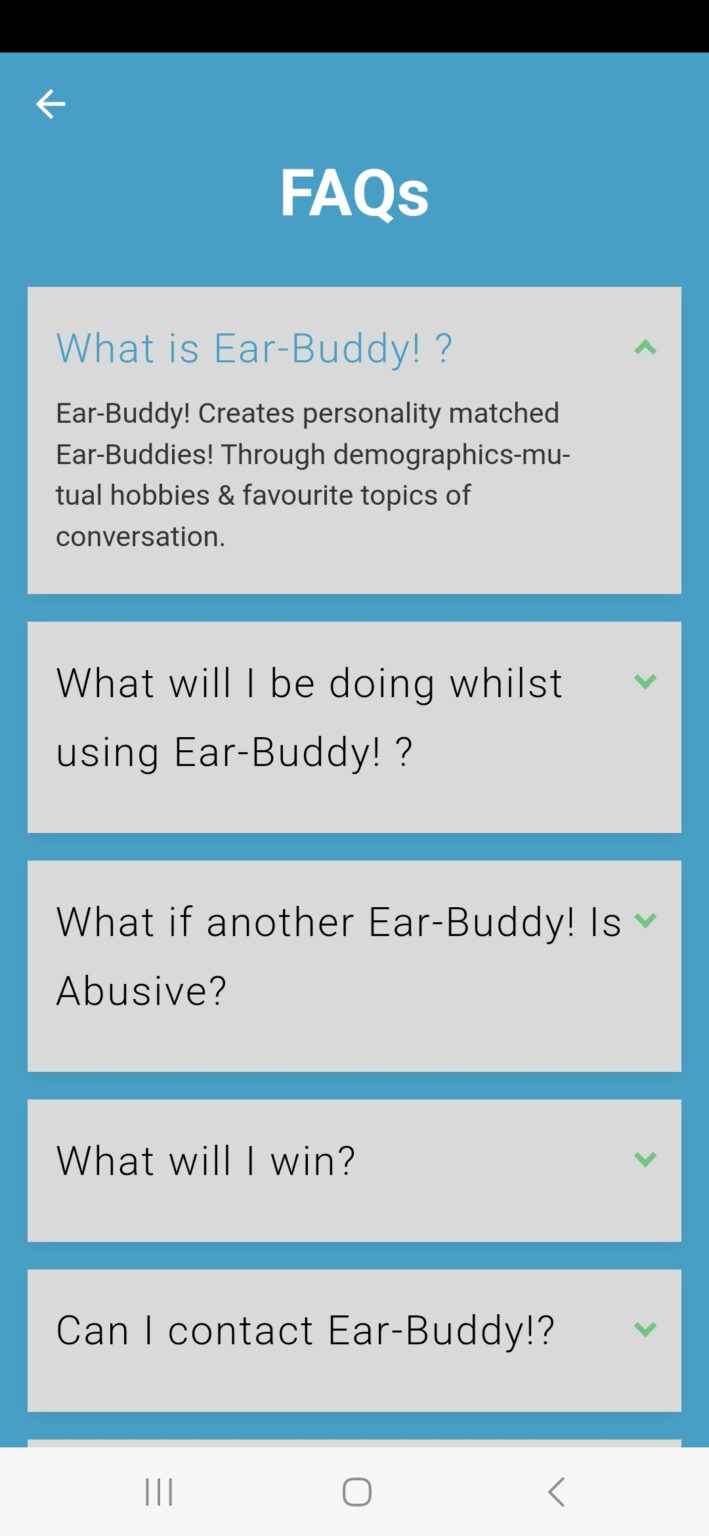 FAQs
What is Ear-Buddy! ?
Ear-Buddy! Creates personality matched
Ear-Buddies! Through demographics-mu-
tual hobbies & favourite topics of
conversation.
What will I be doing whilst
using Ear-Buddy! ?
What if another Ear-Buddy! Is
Abusive?
What will I win?
Can I contact Ear-Buddy!?